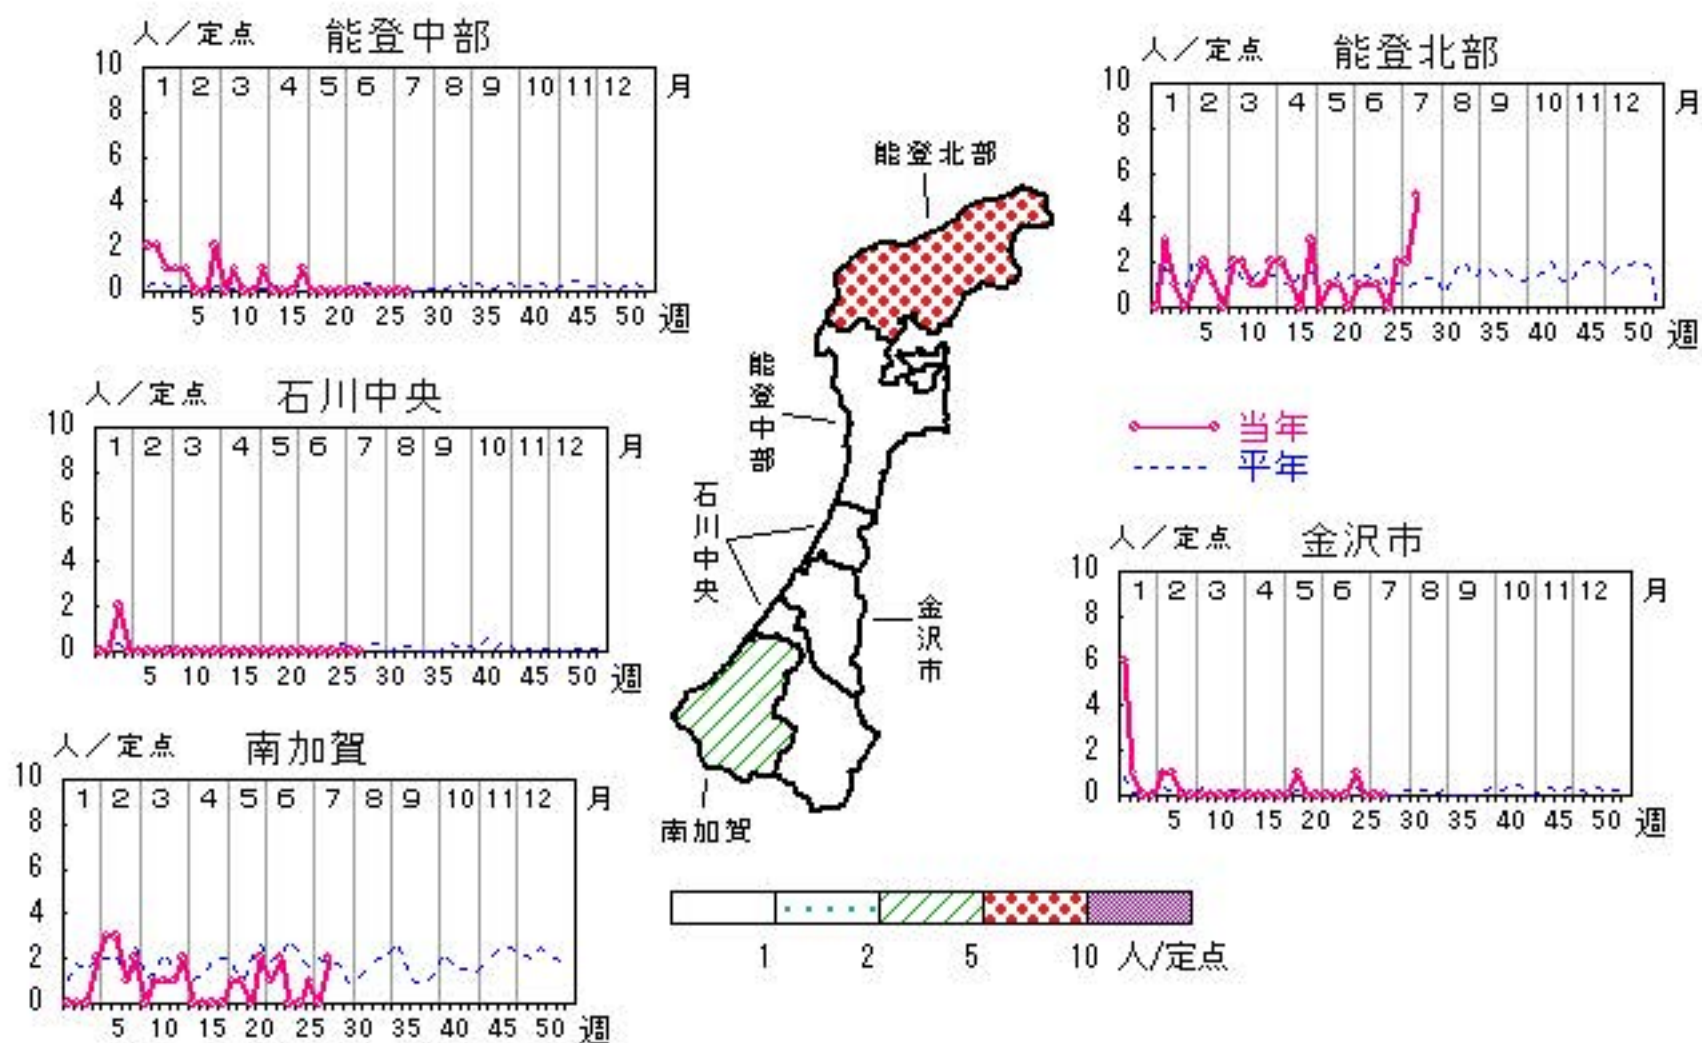 人／定点 能登中部
10 8 6 4 2 0
1 2 3 4 5 6 7 8 9 10 11 12 月
5 10 15 20 25 30 35 40 45 50 週
人／定点 能登北部
10 8 6 4 2 0
1 2 3 4 5 6 7 8 9 10 11 12 月
5 10 15 20 25 30 35 40 45 50 週
人／定点 石川中央
10 8 6 4 2 0
1 2 3 4 5 6 7 8 9 10 12 月
5 10 15 20 25 30 35 40 45 50 週
能登北部
能登中部
石川中央
金沢市
南加賀
当年
平年
人／定点 金沢市
10 8 6 4 2 0
1 2 3 4 5 6 7 8 9 10 11 12 月
5 10 15 20 25 30 35 40 45 50 週
人／定点 南加賀
10 8 6 4 2 0
1 2 3 4 5 6 7 8 9 10 11 12 月
5 10 15 20 25 30 35 40 45 50 週
1 2 5 10 人/定点